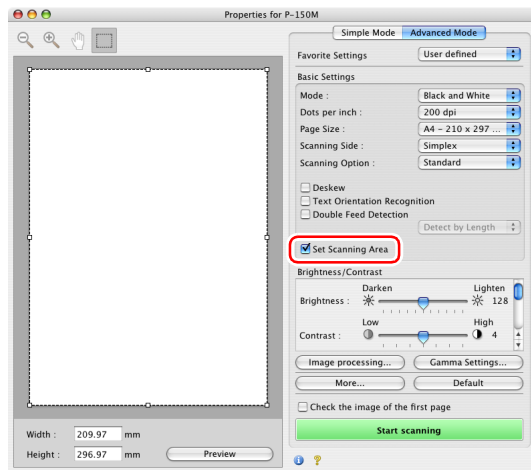 Properties for P-150M
Simple Mode Advanced Mode
Favorite Settings User defined
Basic Settings
Mode : Black and White
Dots per inch : 200 dpi
Page Size : A4 - 210 x 297 ...
Scanning Side : Simplex
Scanning Option : Standard
Deskew
Text Orientation Recognition
Double Feed Detection
Detect by Length
Set Scanning Area
Brightness/Contrast
Darken Lighten
Brightness : 128
Low High
Contrast : 4
Image processing... Gamma Settings...
More... Default
Check the image of the first page
Width : 209.97 mm
Start scanning
Height : 296.97 mm Preview